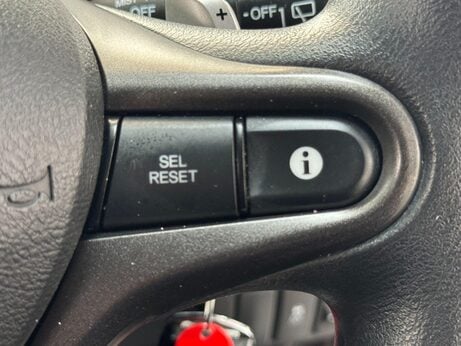 OFF
+
-OFF
SEL
RESET
i